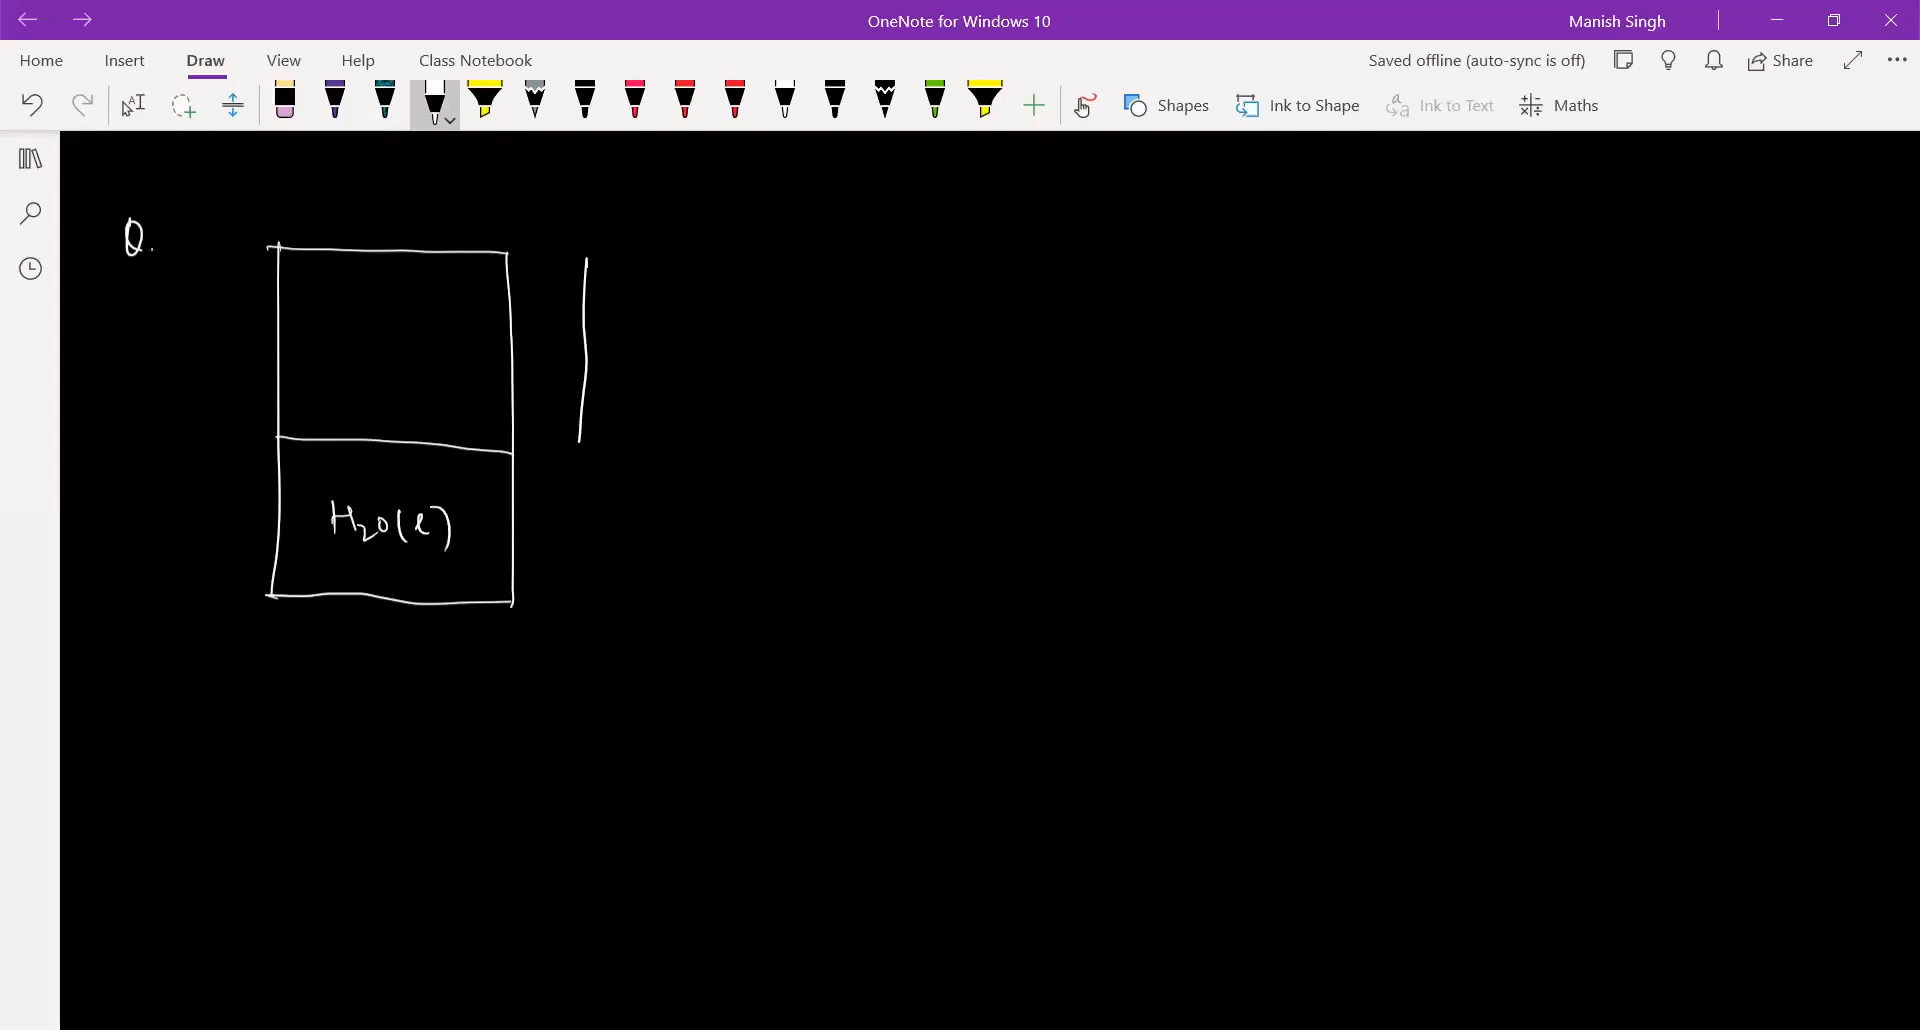 OneNote for Windows 10
Manish Singh
Home Insert Draw View Help Class Notebook
Saved offline (auto-sync is off)
Share
Shapes
Ink to Shape
Ink to Text
Maths
Q.
H₂O(l)